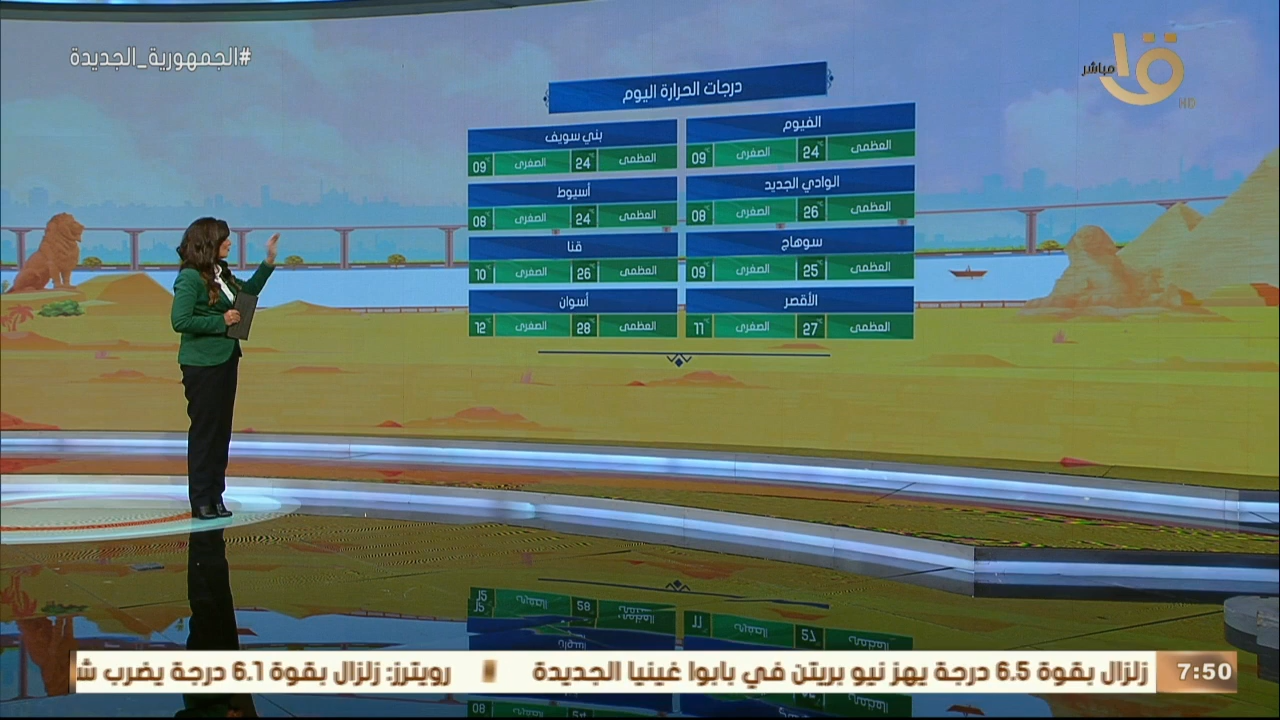 #الجمهورية_الجديدة
مباشر
HD
درجات الحرارة اليوم
الفيوم
العظمى 24 الصغرى 09
بني سويف
العظمى 24 الصغرى 09
الوادي الجديد
العظمى 26 الصغرى 08
أسيوط
العظمى 24 الصغرى 08
سوهاج
العظمى 25 الصغرى 09
قنا
العظمى 26 الصغرى 10
الأقصر
العظمى 27 الصغرى 11
أسوان
العظمى 28 الصغرى 12
7:50 زلزال بقوة 6.5 درجة يهز نيو بريتن في بابوا غينيا الجديدة رويترز: زلزال بقوة 6.1 درجة يضرب